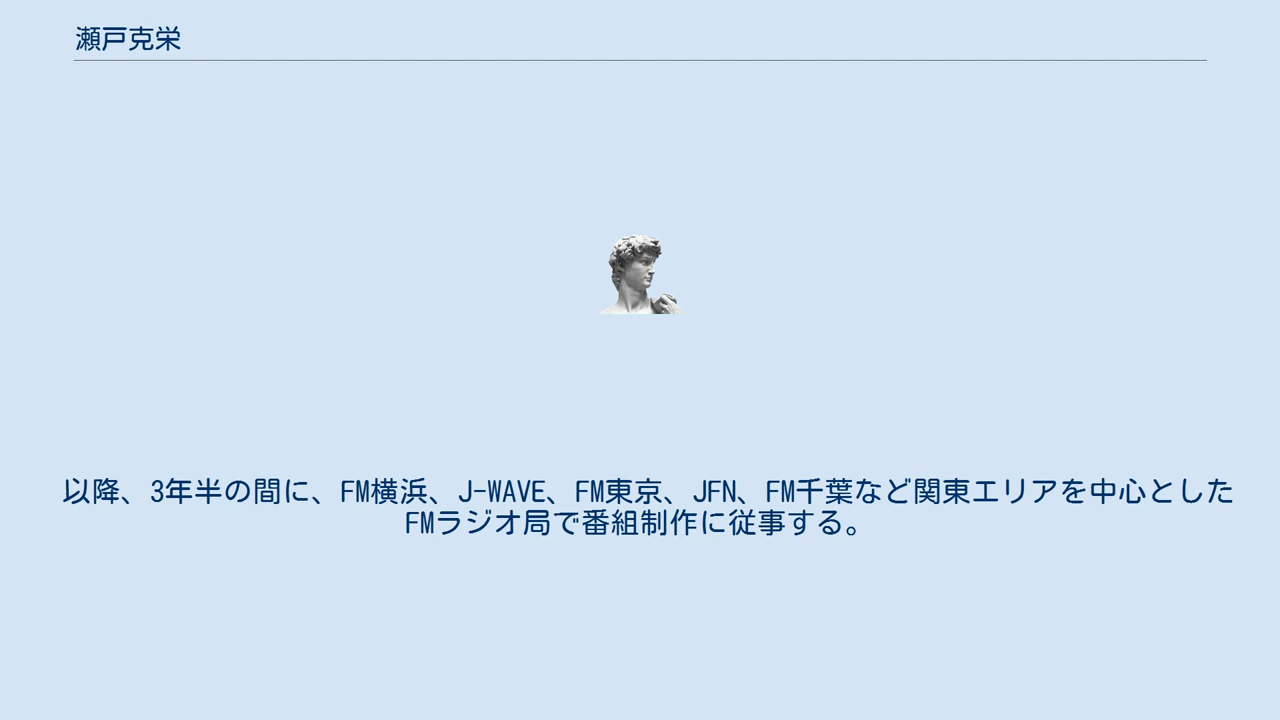 瀬戸克栄
以降、3年半の間に、FM横浜、J-WAVE、FM東京、JFN、FM千葉など関東エリアを中心とした
FMラジオ局で番組制作に従事する。